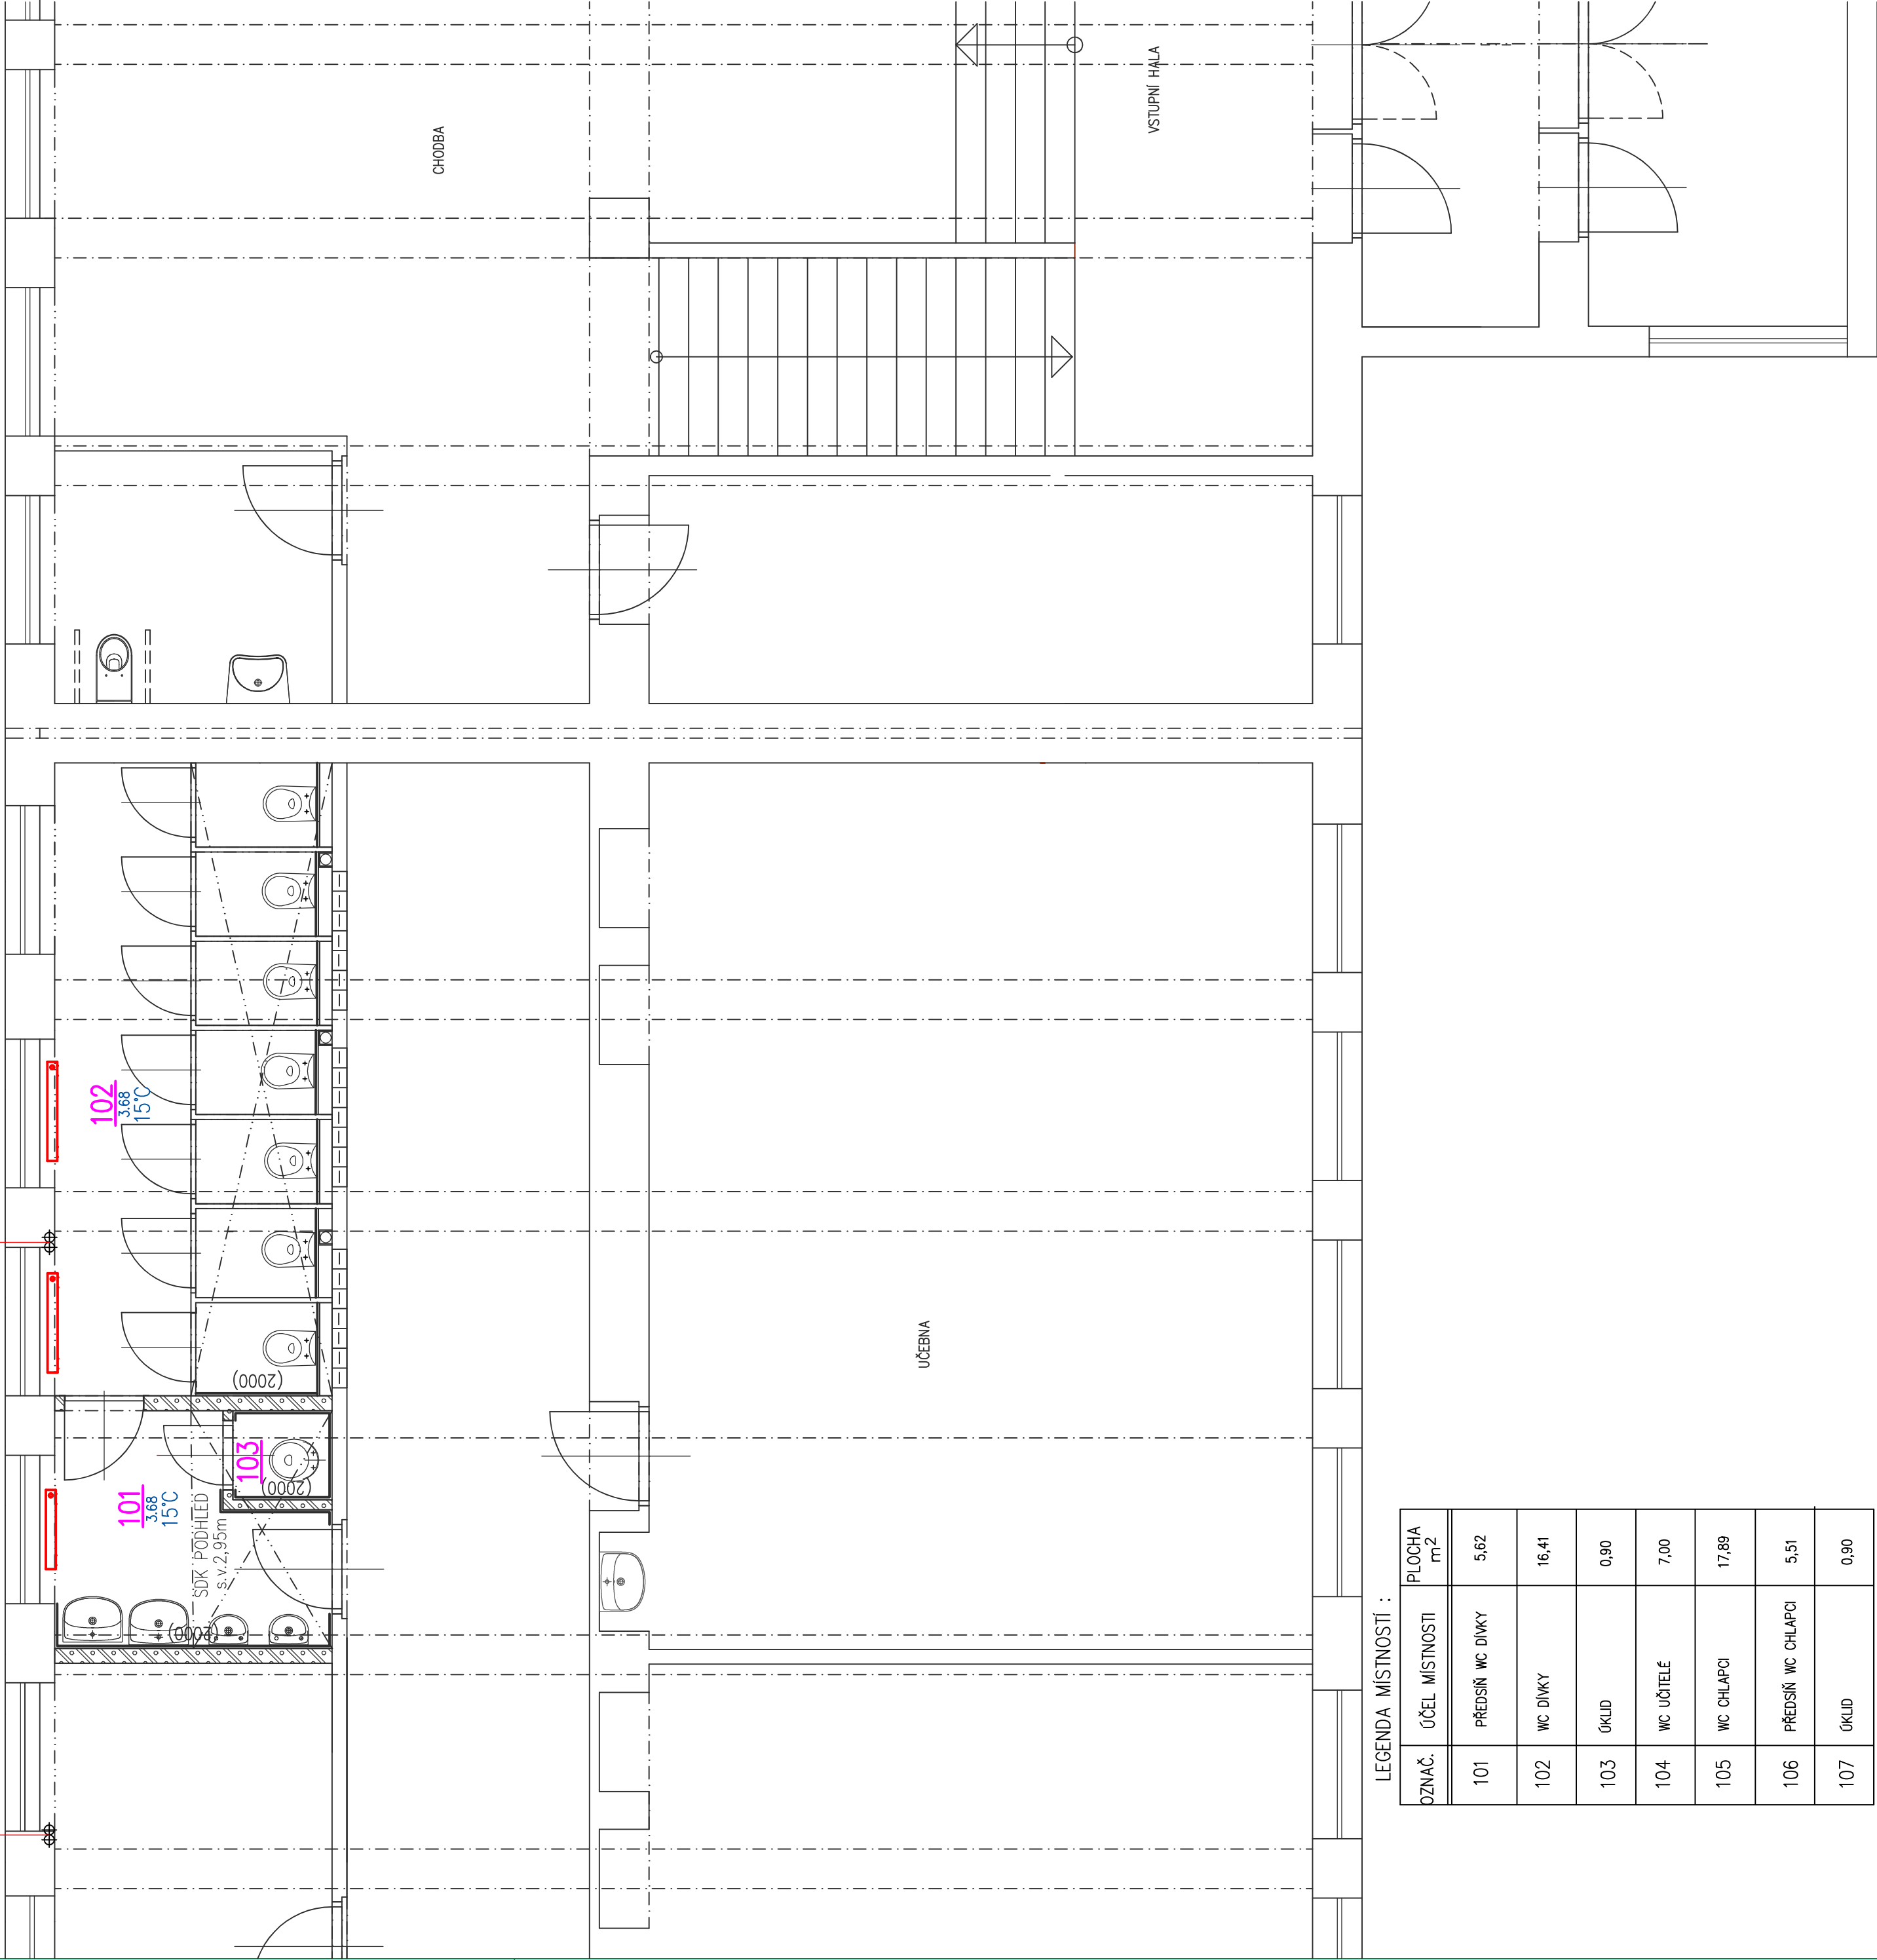 CHODBA
VSTUPNÍ HALA
102
3.68
15°C
(2000)
103
(2000)
101
3.68
15°C
SDK PODHLED
s.v.2,95m
(2000)
UČEBNA
LEGENDA MÍSTNOSTÍ :
OZNAČ. ÚČEL MÍSTNOSTI PLOCHA m2
101 PŘEDSÍŇ WC DÍVKY 5,62
102 WC DÍVKY 16,41
103 ÚKLID 0,90
104 WC UČITELÉ 7,00
105 WC CHLAPCI 17,89
106 PŘEDSÍŇ WC CHLAPCI 5,51
107 ÚKLID 0,90